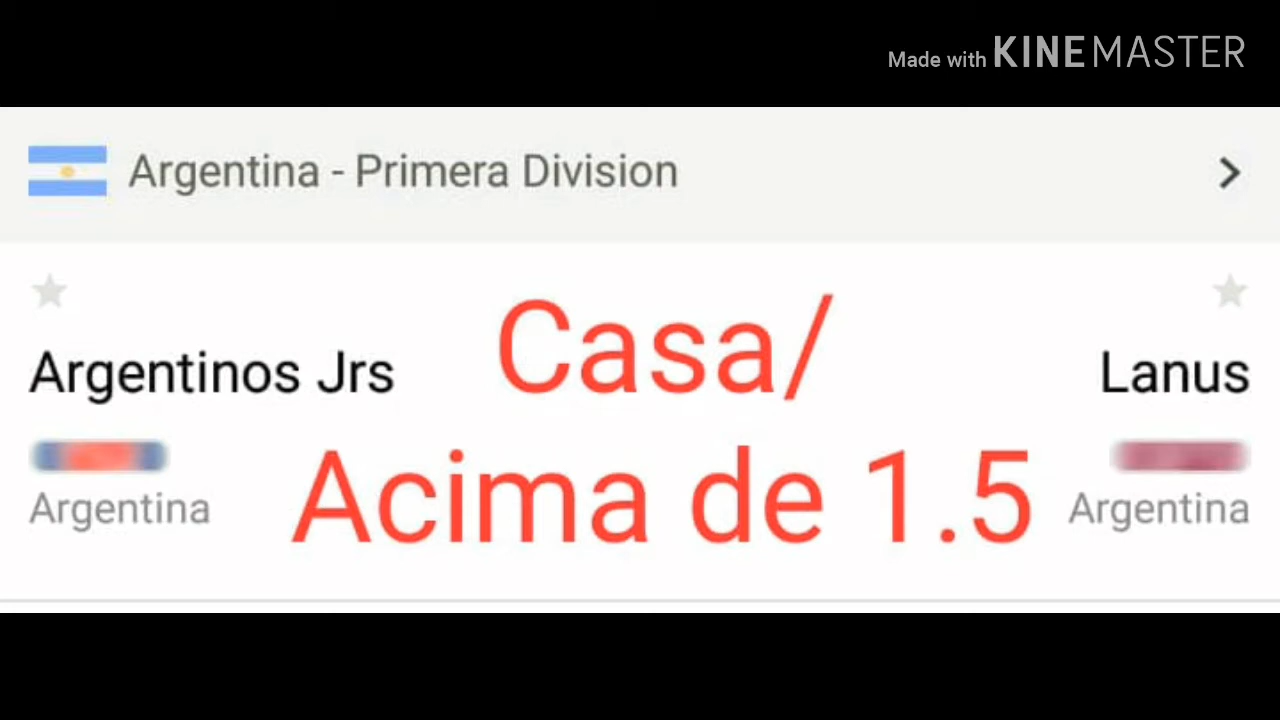 Made with KINEMASTER
Argentina - Primera Division
Casa/
Argentinos Jrs
Lanus
Acima de 1.5
Argentina
Argentina